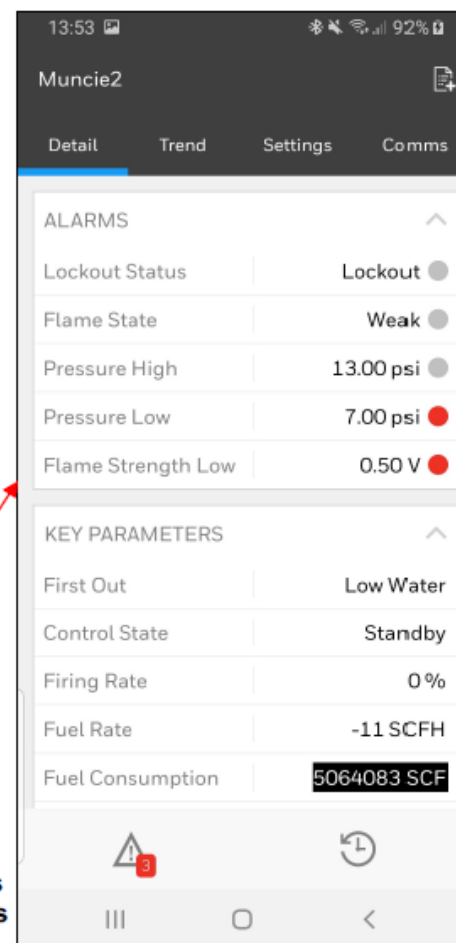 13:53 92%
Muncie2
Detail Trend Settings Comms
ALARMS
Lockout Status Lockout
Flame State Weak
Pressure High 13.00 psi
Pressure Low 7.00 psi
Flame Strength Low 0.50 V
KEY PARAMETERS
First Out Low Water
Control State Standby
Firing Rate 0 %
Fuel Rate -11 SCFH
Fuel Consumption 5064083 SCF
3